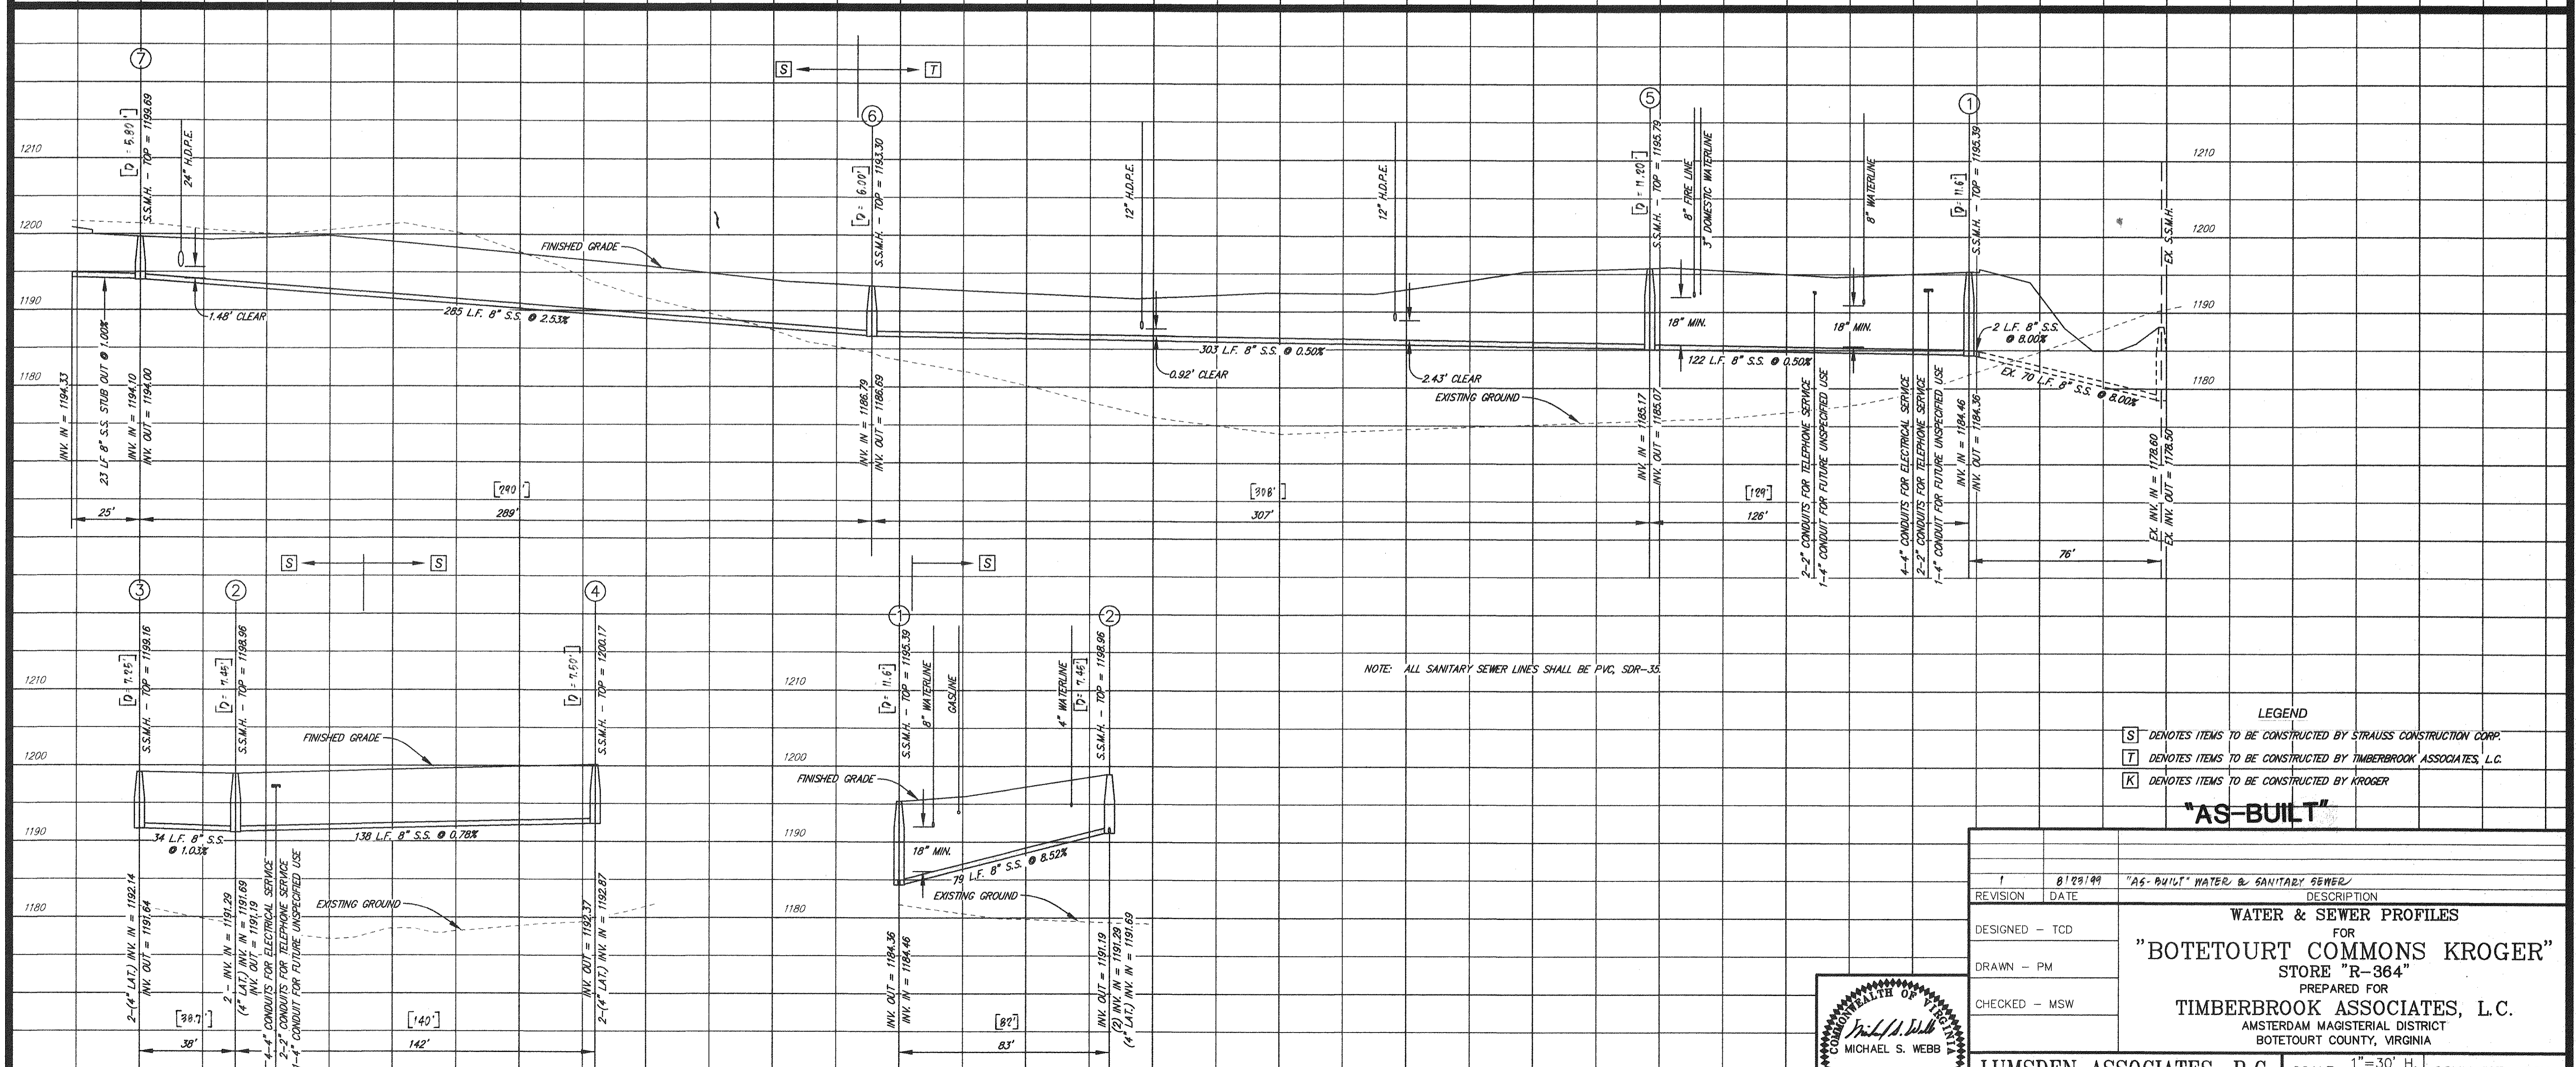 7
S
T
6
5
1
[D = 5.80']
S.S.M.H. - TOP = 1199.69
24" H.D.P.E.
[D = 6.00']
S.S.M.H. - TOP = 1193.30
12" H.D.P.E.
12" H.D.P.E.
[D = 11.20']
S.S.M.H. - TOP = 1195.79
8" FIRE LINE
3" DOMESTIC WATERLINE
8" WATERLINE
[D = 11.6']
S.S.M.H. - TOP = 1195.39
EX. S.S.M.H.
1210
1210
1200
1200
1190
1190
1180
1180
FINISHED GRADE
1.48' CLEAR
285 L.F. 8" S.S. @ 2.53%
303 L.F. 8" S.S. @ 0.50%
0.92' CLEAR
2.43' CLEAR
EXISTING GROUND
18" MIN.
18" MIN.
122 L.F. 8" S.S. @ 0.50%
2 L.F. 8" S.S.
@ 8.00%
EX. 70 L.F. 8" S.S. @ 8.00%
INV. IN = 1194.33
23 LF 8" S.S. STUB OUT @ 1.00%
INV. IN = 1194.10
INV. OUT = 1194.00
INV. IN = 1186.79
INV. OUT = 1186.69
INV. IN = 1185.17
INV. OUT = 1185.07
2-2" CONDUITS FOR TELEPHONE SERVICE
1-4" CONDUIT FOR FUTURE UNSPECIFIED USE
4-4" CONDUITS FOR ELECTRICAL SERVICE
2-2" CONDUITS FOR TELEPHONE SERVICE
1-4" CONDUIT FOR FUTURE UNSPECIFIED USE
INV. IN = 1184.46
INV. OUT = 1184.36
EX. INV. IN = 1178.60
EX. INV. OUT = 1178.50
[290']
[308']
[129']
25'
289'
307'
126'
76'
S
S
S
3
2
4
1
2
[D = 7.25']
S.S.M.H. - TOP = 1199.16
[D = 7.45']
S.S.M.H. - TOP = 1198.96
[D = 7.50']
S.S.M.H. - TOP = 1200.17
[D = 11.6']
S.S.M.H. - TOP = 1195.39
8" WATERLINE
GASLINE
4" WATERLINE
[D = 7.45']
S.S.M.H. - TOP = 1198.96
NOTE: ALL SANITARY SEWER LINES SHALL BE PVC, SDR-35.
1210
1210
1200
1200
1190
1190
1180
1180
FINISHED GRADE
FINISHED GRADE
34 L.F. 8" S.S.
@ 1.03%
138 L.F. 8" S.S. @ 0.78%
18" MIN.
79 L.F. 8" S.S. @ 8.52%
EXISTING GROUND
EXISTING GROUND
2-(4" LAT.) INV. IN = 1192.14
INV. OUT = 1191.64
2 - INV. IN = 1191.29
(4" LAT.) INV. IN = 1191.69
INV. OUT = 1191.19
4-4" CONDUITS FOR ELECTRICAL SERVICE
2-2" CONDUITS FOR TELEPHONE SERVICE
1-4" CONDUIT FOR FUTURE UNSPECIFIED USE
INV. OUT = 1192.37
2-(4" LAT.) INV. IN = 1192.87
INV. OUT = 1184.36
INV. IN = 1184.46
INV. OUT = 1191.19
(2) INV. IN = 1191.29
(4" LAT.) INV. IN = 1191.69
[140']
[82']
38'
142'
83'
LEGEND
S DENOTES ITEMS TO BE CONSTRUCTED BY STRAUSS CONSTRUCTION CORP.
T DENOTES ITEMS TO BE CONSTRUCTED BY TIMBERBROOK ASSOCIATES, L.C.
K DENOTES ITEMS TO BE CONSTRUCTED BY KROGER
"AS-BUILT"
1 8/23/99 "AS-BUILT" WATER & SANITARY SEWER
REVISION DATE DESCRIPTION
DESIGNED - TCD
DRAWN - PM
CHECKED - MSW
WATER & SEWER PROFILES
FOR
"BOTETOURT COMMONS KROGER"
STORE "R-364"
PREPARED FOR
TIMBERBROOK ASSOCIATES, L.C.
AMSTERDAM MAGISTERIAL DISTRICT
BOTETOURT COUNTY, VIRGINIA
COMMONWEALTH OF VIRGINIA
Michael S. Webb
MICHAEL S. WEBB
LUMSDEN ASSOCIATES, P.C.
1"=30' H.